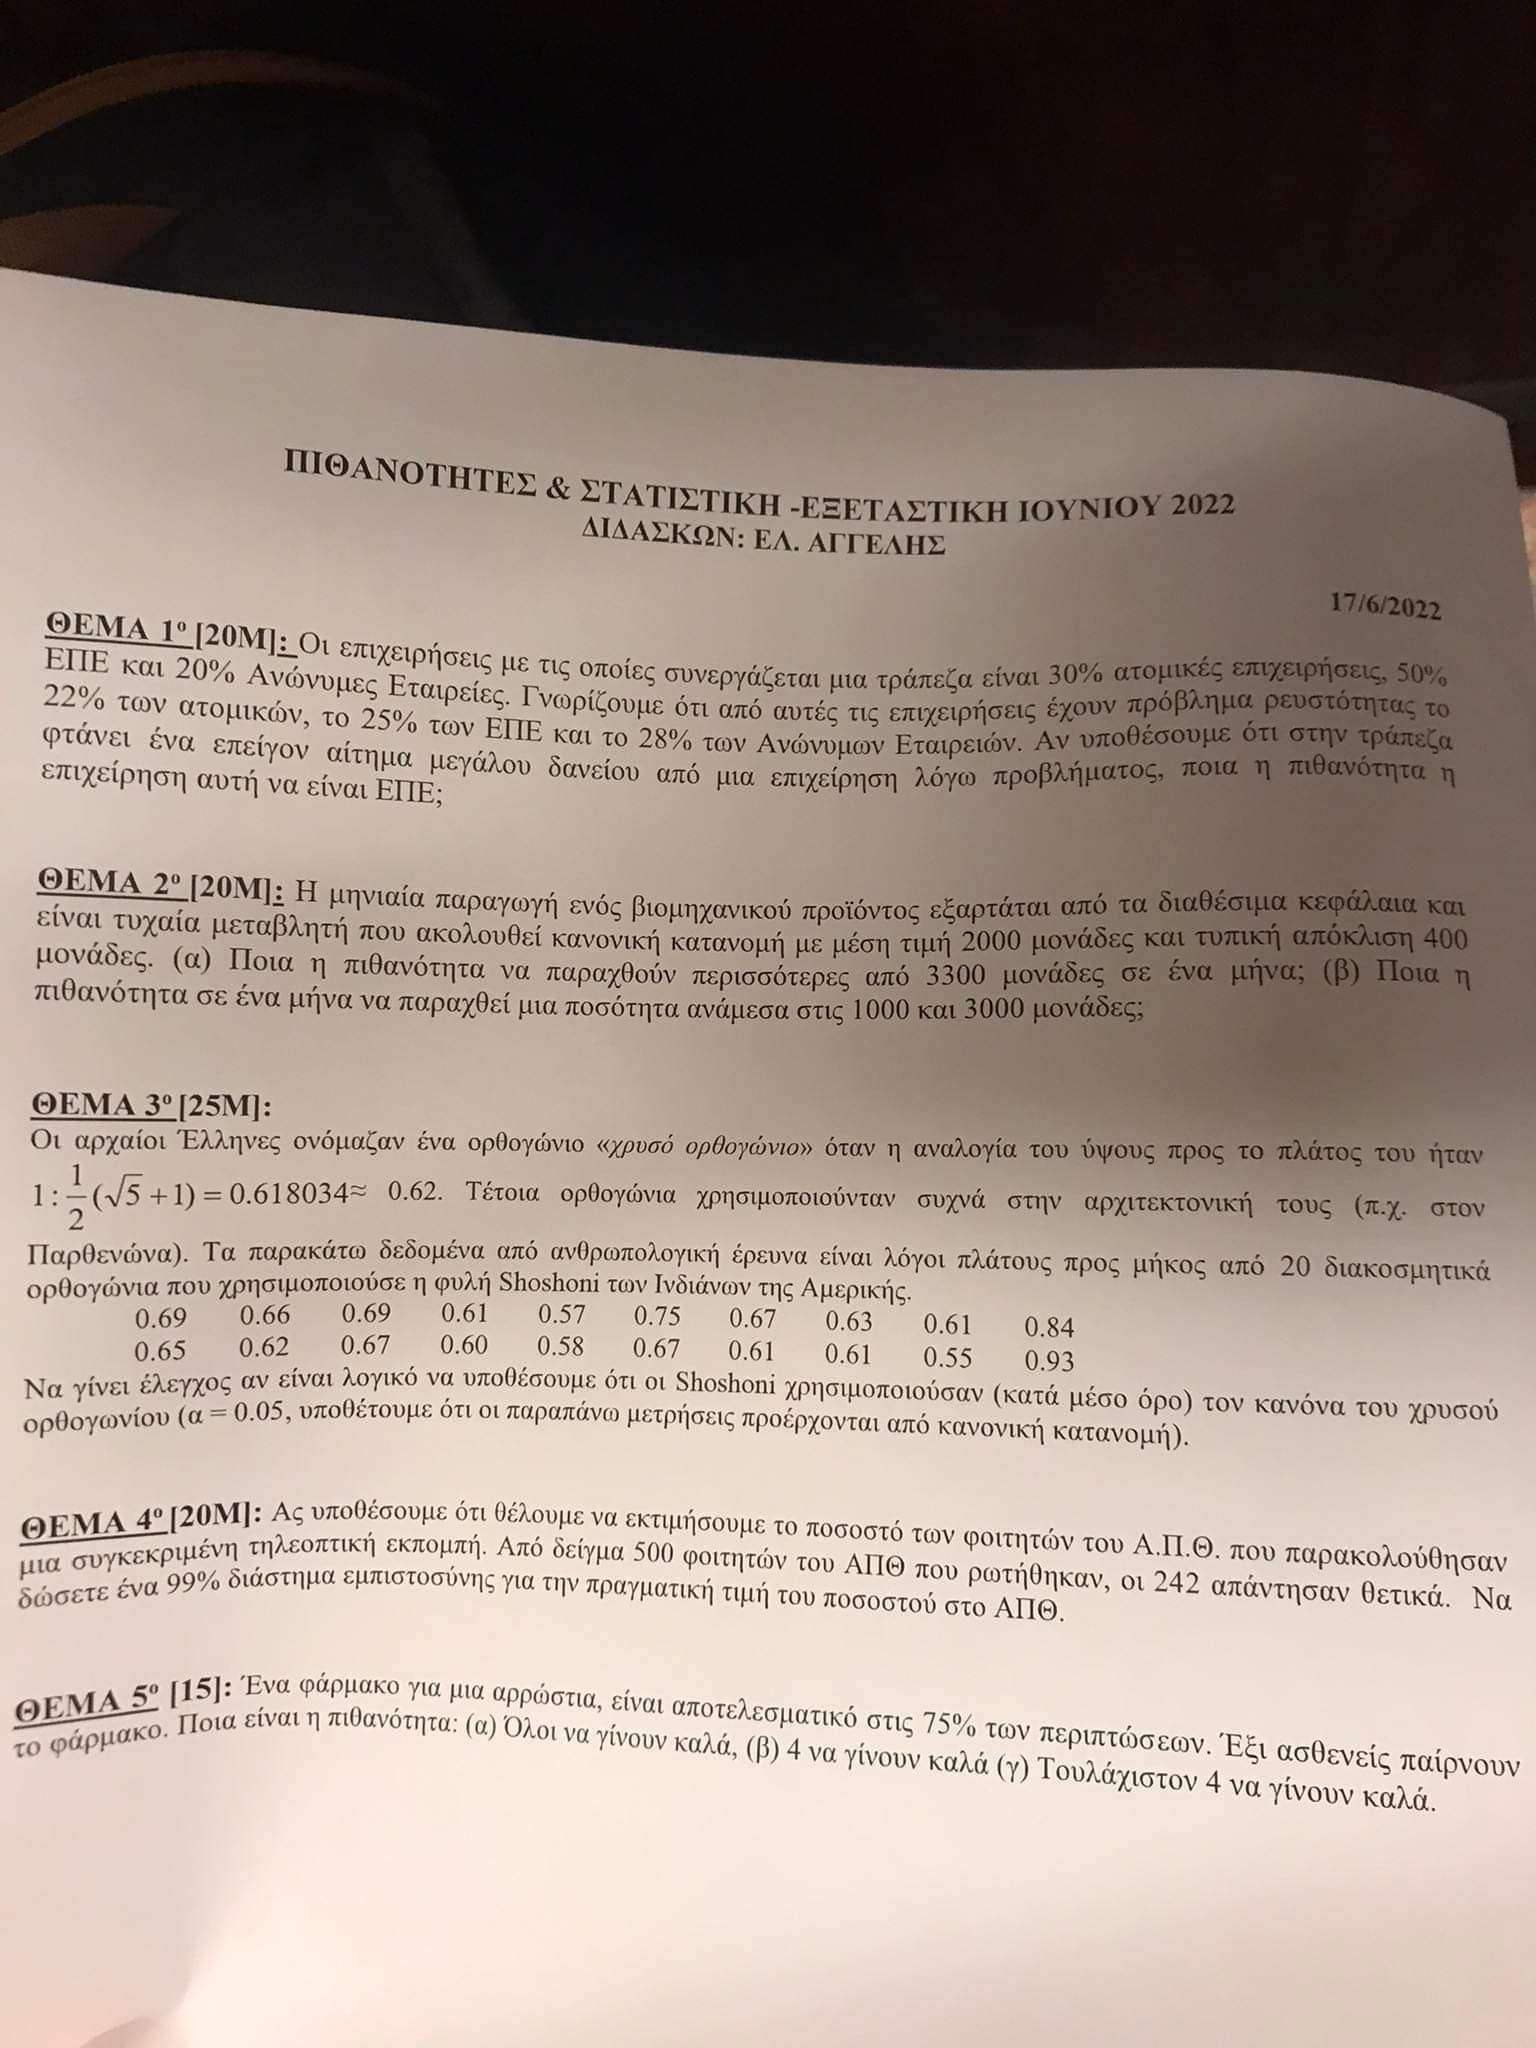 ΠΙΘΑΝΟΤΗΤΕΣ & ΣΤΑΤΙΣΤΙΚΗ -ΕΞΕΤΑΣΤΙΚΗ ΙΟΥΝΙΟΥ 2022
ΔΙΔΑΣΚΩΝ: ΕΛ. ΑΓΓΕΛΗΣ
17/6/2022
ΘΕΜΑ 1º [20Μ]: Οι επιχειρήσεις με τις οποίες συνεργάζεται μια τράπεζα είναι 30% ατομικές επιχειρήσεις, 50%
ΕΠΕ και 20% Ανώνυμες Εταιρείες. Γνωρίζουμε ότι από αυτές τις επιχειρήσεις έχουν πρόβλημα ρευστότητας το
22% των ατομικών, το 25% των ΕΠΕ και το 28% των Ανώνυμων Εταιρειών. Αν υποθέσουμε ότι στην τράπεζα
φτάνει ένα επείγον αίτημα μεγάλου δανείου από μια επιχείρηση λόγω προβλήματος, ποια η πιθανότητα η
επιχείρηση αυτή να είναι ΕΠΕ;
ΘΕΜΑ 2º [20Μ]: Η μηνιαία παραγωγή ενός βιομηχανικού προϊόντος εξαρτάται από τα διαθέσιμα κεφάλαια και
είναι τυχαία μεταβλητή που ακολουθεί κανονική κατανομή με μέση τιμή 2000 μονάδες και τυπική απόκλιση 400
μονάδες. (α) Ποια η πιθανότητα να παραχθούν περισσότερες από 3300 μονάδες σε ένα μήνα; (β) Ποια η
πιθανότητα σε ένα μήνα να παραχθεί μια ποσότητα ανάμεσα στις 1000 και 3000 μονάδες;
ΘΕΜΑ 3º [25Μ]:
Οι αρχαίοι Έλληνες ονόμαζαν ένα ορθογώνιο «χρυσό ορθογώνιο» όταν η αναλογία του ύψους προς το πλάτος του ήταν
1 : 1/2 (√5 + 1) = 0.618034≈ 0.62. Τέτοια ορθογώνια χρησιμοποιούνταν συχνά στην αρχιτεκτονική τους (π.χ. στον
Παρθενώνα). Τα παρακάτω δεδομένα από ανθρωπολογική έρευνα είναι λόγοι πλάτους προς μήκος από 20 διακοσμητικά
ορθογώνια που χρησιμοποιούσε η φυλή Shoshoni των Ινδιάνων της Αμερικής.
0.69 0.66 0.69 0.61 0.57 0.75 0.67 0.63 0.61 0.84
0.65 0.62 0.67 0.60 0.58 0.67 0.61 0.61 0.55 0.93
Να γίνει έλεγχος αν είναι λογικό να υποθέσουμε ότι οι Shoshoni χρησιμοποιούσαν (κατά μέσο όρο) τον κανόνα του χρυσού
ορθογωνίου (α = 0.05, υποθέτουμε ότι οι παραπάνω μετρήσεις προέρχονται από κανονική κατανομή).
ΘΕΜΑ 4º [20Μ]: Ας υποθέσουμε ότι θέλουμε να εκτιμήσουμε το ποσοστό των φοιτητών του Α.Π.Θ. που παρακολούθησαν
μια συγκεκριμένη τηλεοπτική εκπομπή. Από δείγμα 500 φοιτητών του ΑΠΘ που ρωτήθηκαν, οι 242 απάντησαν θετικά. Να
δώσετε ένα 99% διάστημα εμπιστοσύνης για την πραγματική τιμή του ποσοστού στο ΑΠΘ.
ΘΕΜΑ 5º [15]: Ένα φάρμακο για μια αρρώστια, είναι αποτελεσματικό στις 75% των περιπτώσεων. Έξι ασθενείς παίρνουν
το φάρμακο. Ποια είναι η πιθανότητα: (α) Όλοι να γίνουν καλά, (β) 4 να γίνουν καλά (γ) Τουλάχιστον 4 να γίνουν καλά.